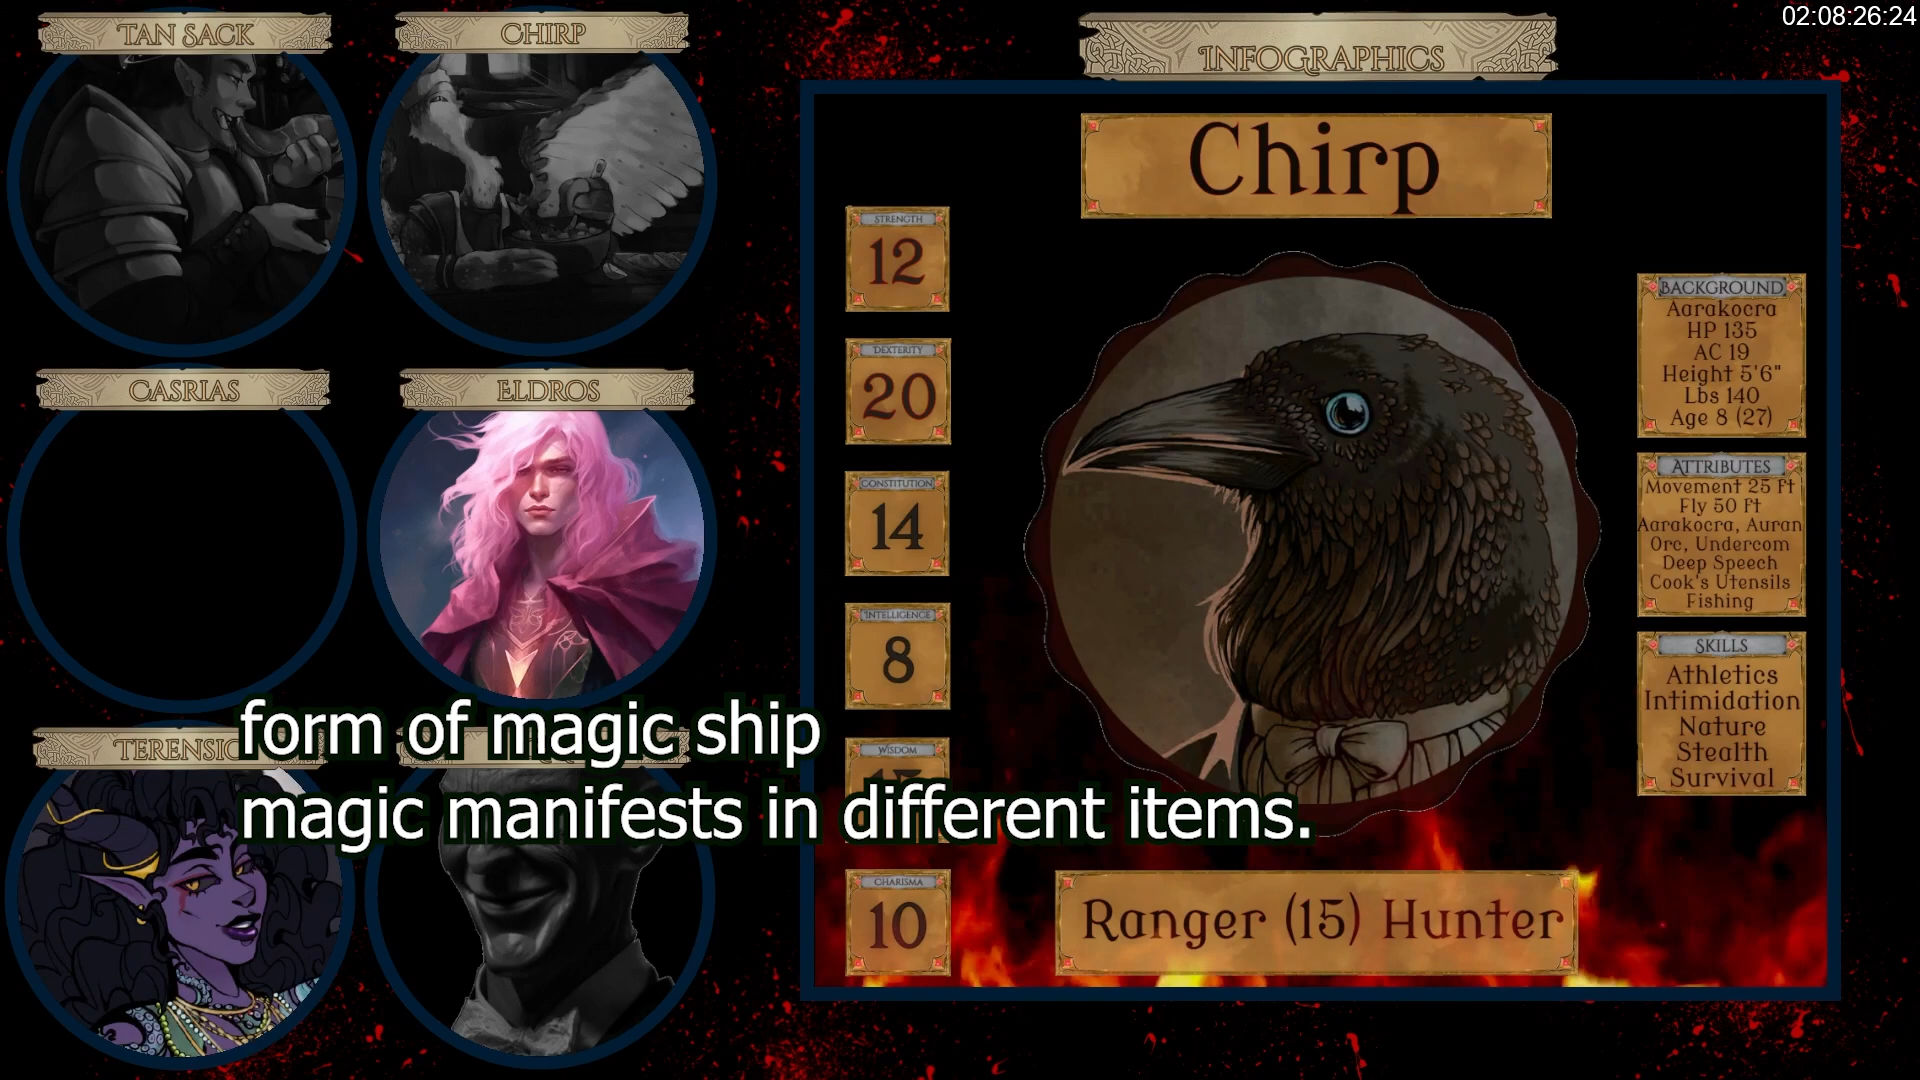 02:08:26:24
TAN SACK
CHIRP
INFOGRAPHICS
Chirp
STRENGTH
12
DEXTERITY
20
CONSTITUTION
14
INTELLIGENCE
8
WISDOM
CHARISMA
10
BACKGROUND
Aarakocra
HP 135
AC 19
Height 5'6"
Lbs 140
Age 8 (27)
ATTRIBUTES
Movement 25 ft
Fly 50 ft
Aarakocra, Auran
Orc, Undercom
Deep Speech
Cook's Utensils
Fishing
SKILLS
Athletics
Intimidation
Nature
Stealth
Survival
CASRIAS
ELDROS
form of magic ship
magic manifests in different items.
Ranger (15) Hunter